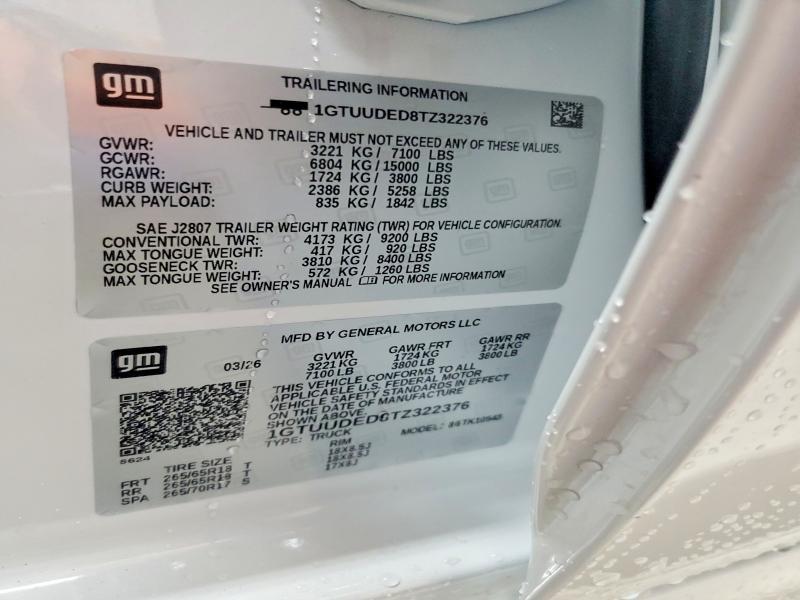 gm
TRAILERING INFORMATION
1GTUUDED8TZ322376
VEHICLE AND TRAILER MUST NOT EXCEED ANY OF THESE VALUES.
GVWR: 3221 KG / 7100 LBS
GCWR: 6804 KG / 15000 LBS
RGAWR: 1724 KG / 3800 LBS
CURB WEIGHT: 2386 KG / 5258 LBS
MAX PAYLOAD: 835 KG / 1842 LBS
SAE J2807 TRAILER WEIGHT RATING (TWR) FOR VEHICLE CONFIGURATION.
CONVENTIONAL TWR: 4173 KG / 9200 LBS
MAX TONGUE WEIGHT: 417 KG / 920 LBS
GOOSENECK TWR: 3810 KG / 8400 LBS
MAX TONGUE WEIGHT: 572 KG / 1260 LBS
SEE OWNER'S MANUAL FOR MORE INFORMATION
gm
MFD BY GENERAL MOTORS LLC
03/26
GVWR GAWR FRT GAWR RR
3221 KG 1724 KG 1724 KG
7100 LB 3800 LB 3800 LB
THIS VEHICLE CONFORMS TO ALL
APPLICABLE U.S. FEDERAL MOTOR
VEHICLE SAFETY STANDARDS IN EFFECT
ON THE DATE OF MANUFACTURE
SHOWN ABOVE.
1GTUUDED8TZ322376
TYPE: TRUCK MODEL:
8624
TIRE SIZE RIM
FRT 265/65R18 T 18X8.5J
RR 265/65R18 T 18X8.5J
SPA 265/70R17 S 17X8J